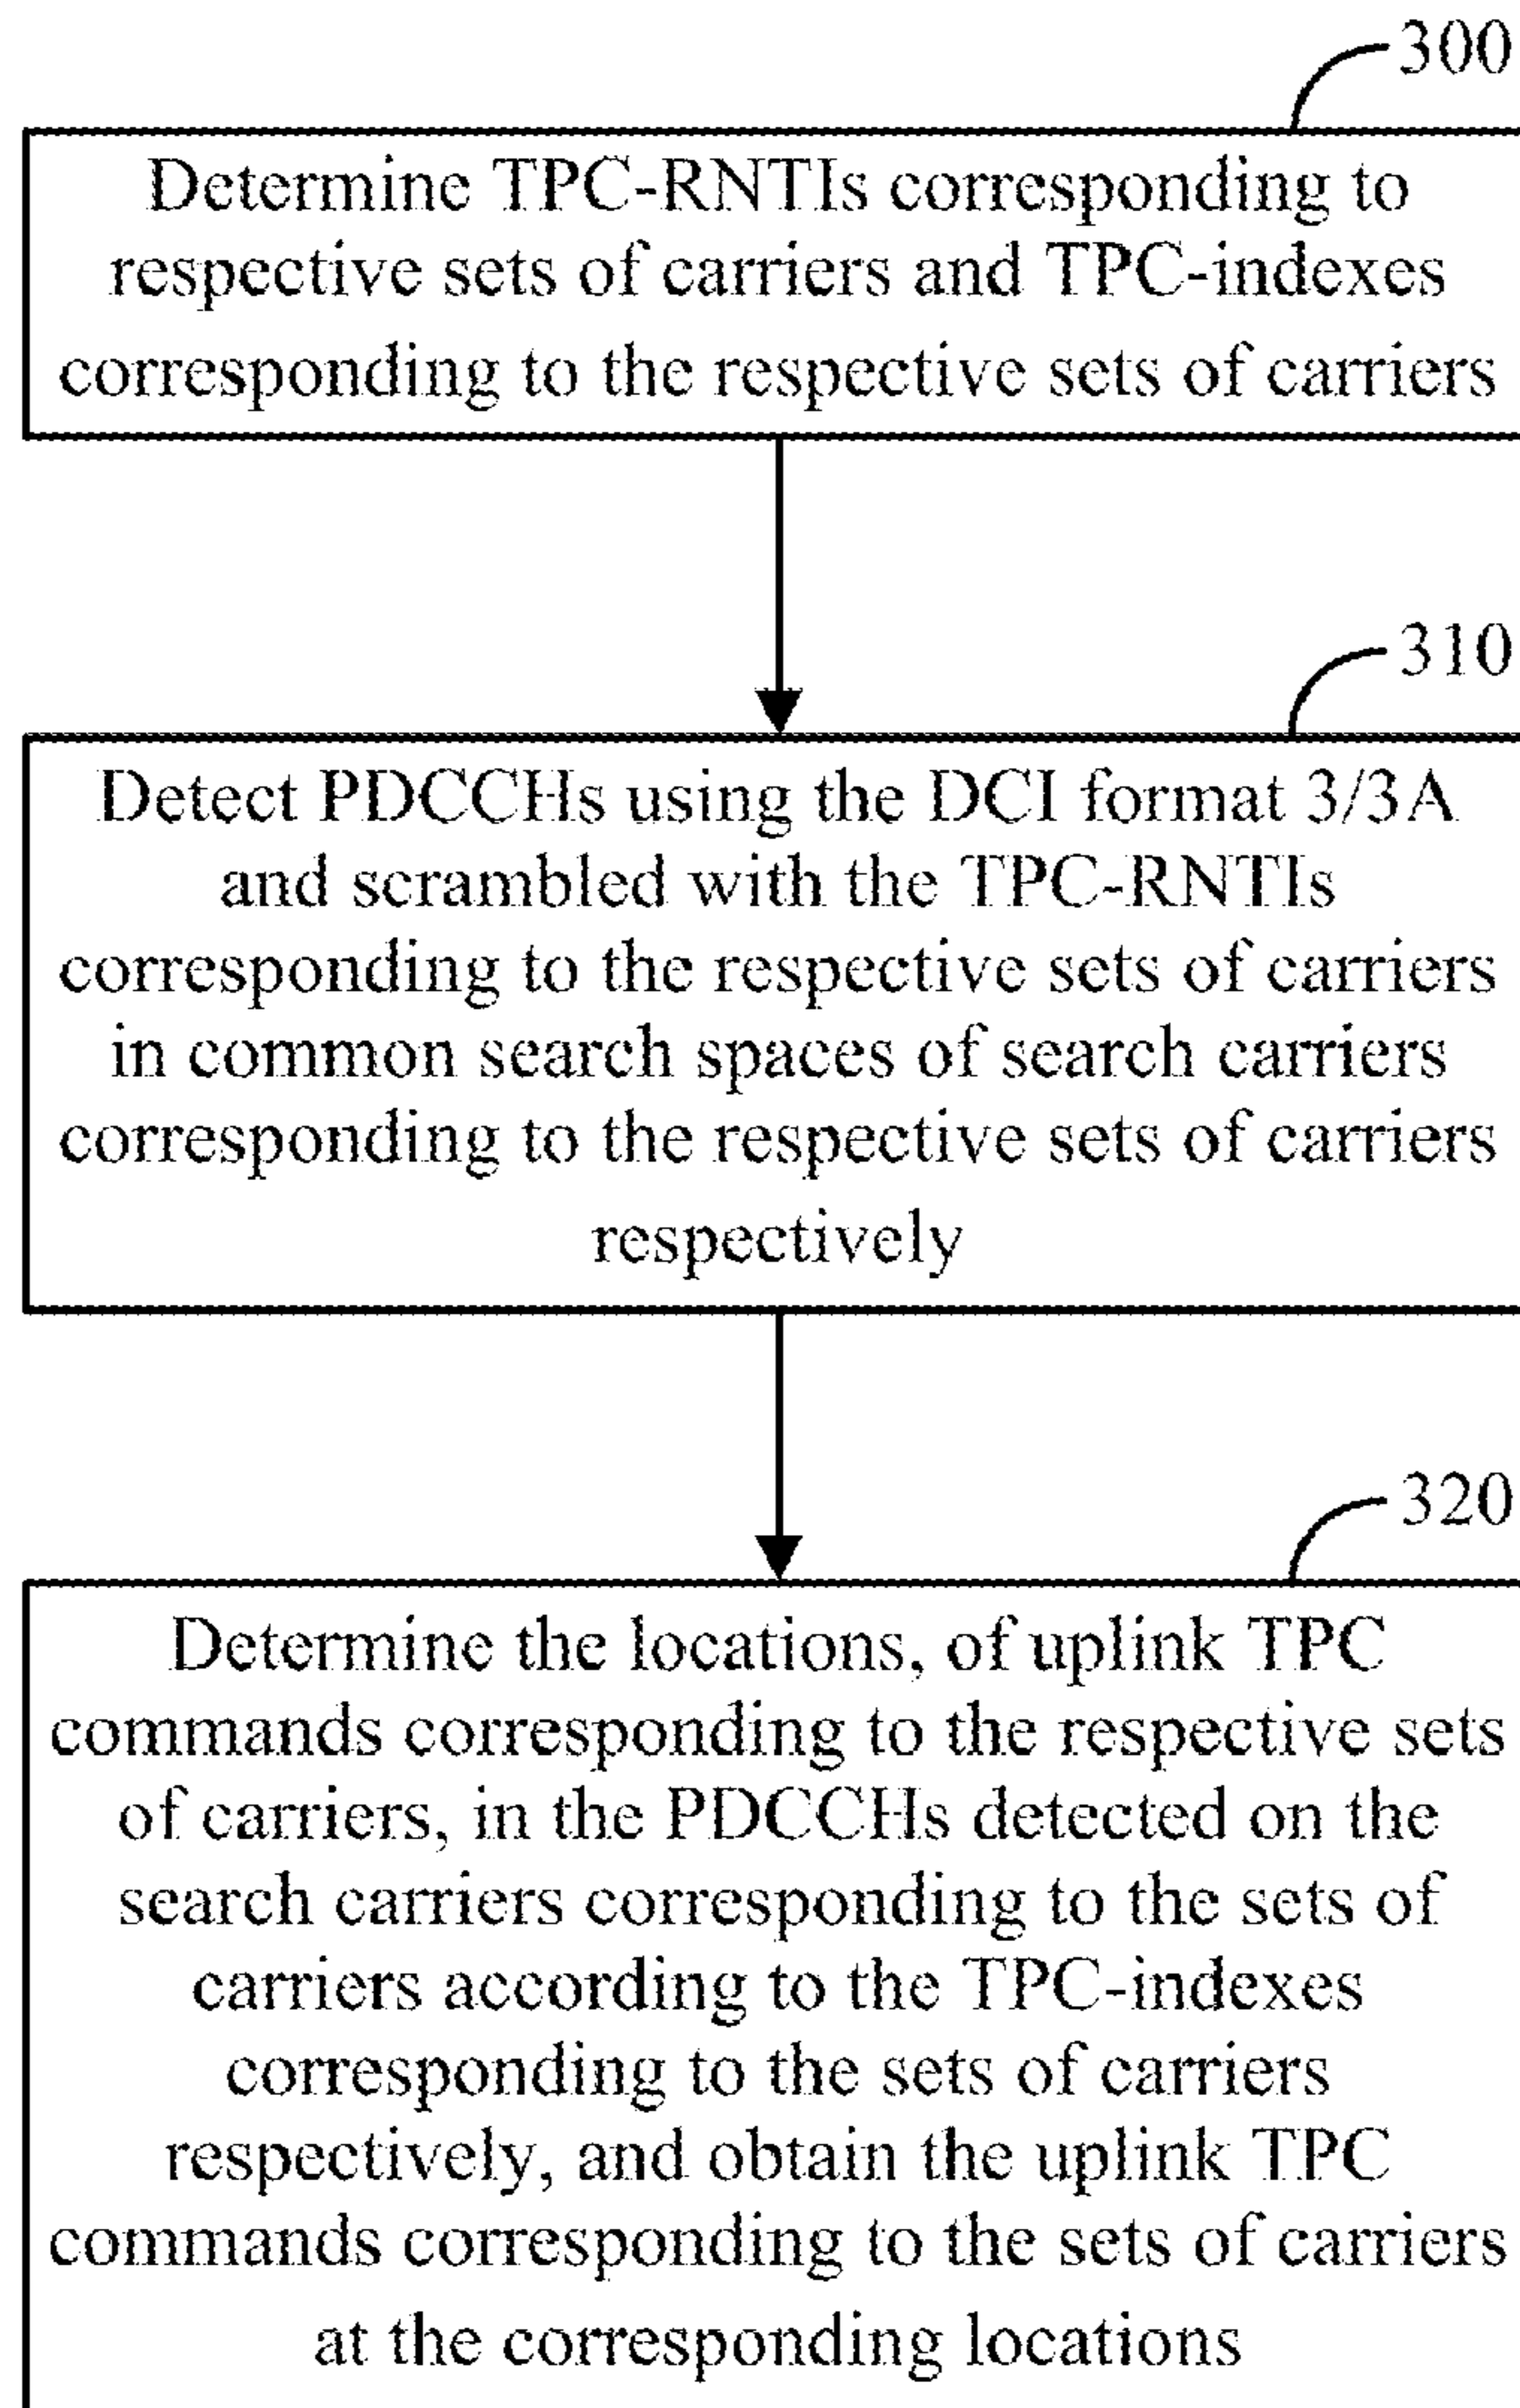 300
Determine TPC-RNTIs corresponding to
respective sets of carriers and TPC-indexes
corresponding to the respective sets of carriers
310
Detect PDCCHs using the DCI format 3/3A
and scrambled with the TPC-RNTIs
corresponding to the respective sets of carriers
in common search spaces of search carriers
corresponding to the respective sets of carriers
respectively
320
Determine the locations, of uplink TPC
commands corresponding to the respective sets
of carriers, in the PDCCHs detected on the
search carriers corresponding to the sets of
carriers according to the TPC-indexes
corresponding to the sets of carriers
respectively, and obtain the uplink TPC
commands corresponding to the sets of carriers
at the corresponding locations